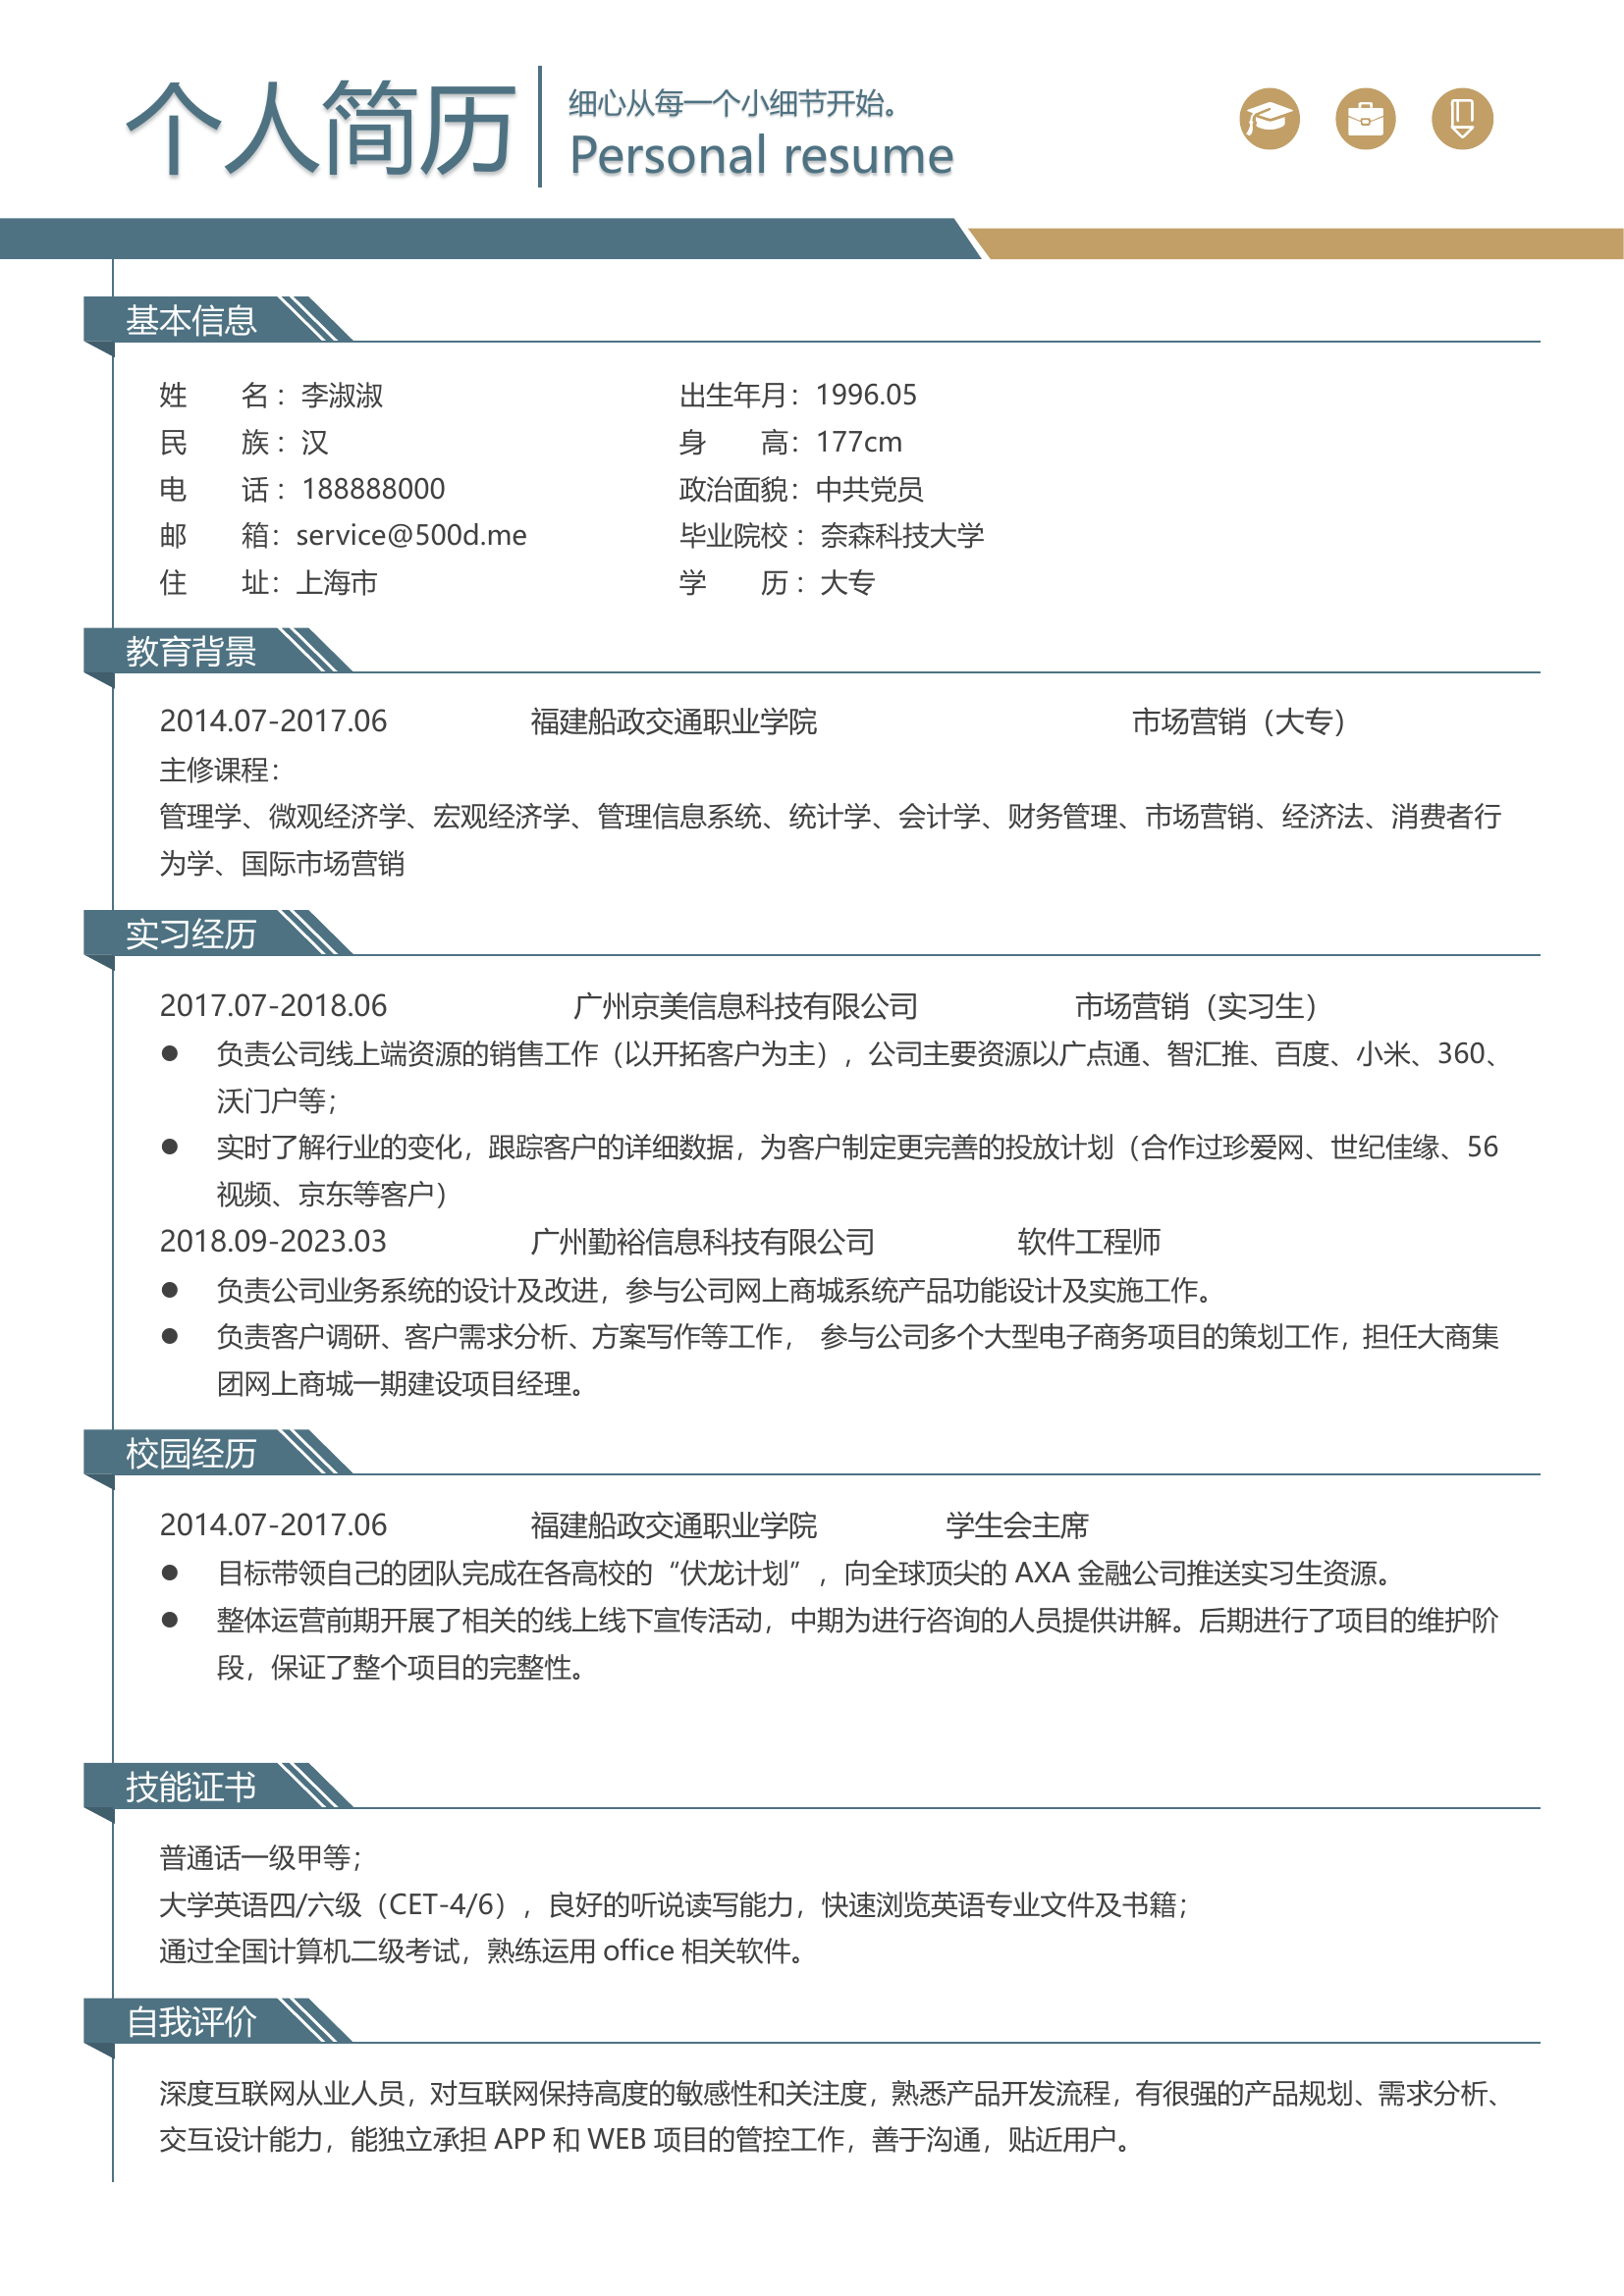 个人简历
细心从每一个小细节开始。
Personal resume
基本信息
姓　　名：李淑淑　　出生年月：1996.05
民　　族：汉　　身　　高：177cm
电　　话：188888000　　政治面貌：中共党员
邮　　箱：service@500d.me　　毕业院校：奈森科技大学
住　　址：上海市　　学　　历：大专
教育背景
2014.07-2017.06　　福建船政交通职业学院　　市场营销（大专）
主修课程：
管理学、微观经济学、宏观经济学、管理信息系统、统计学、会计学、财务管理、市场营销、经济法、消费者行
为学、国际市场营销
实习经历
2017.07-2018.06　　广州京美信息科技有限公司　　市场营销（实习生）
● 负责公司线上端资源的销售工作（以开拓客户为主），公司主要资源以广点通、智汇推、百度、小米、360、
沃门户等；
● 实时了解行业的变化，跟踪客户的详细数据，为客户制定更完善的投放计划（合作过珍爱网、世纪佳缘、56
视频、京东等客户）
2018.09-2023.03　　广州勤裕信息科技有限公司　　软件工程师
● 负责公司业务系统的设计及改进，参与公司网上商城系统产品功能设计及实施工作。
● 负责客户调研、客户需求分析、方案写作等工作， 参与公司多个大型电子商务项目的策划工作，担任大商集
团网上商城一期建设项目经理。
校园经历
2014.07-2017.06　　福建船政交通职业学院　　学生会主席
● 目标带领自己的团队完成在各高校的“伏龙计划”，向全球顶尖的 AXA 金融公司推送实习生资源。
● 整体运营前期开展了相关的线上线下宣传活动，中期为进行咨询的人员提供讲解。后期进行了项目的维护阶
段，保证了整个项目的完整性。
技能证书
普通话一级甲等；
大学英语四/六级（CET-4/6），良好的听说读写能力，快速浏览英语专业文件及书籍；
通过全国计算机二级考试，熟练运用 office 相关软件。
自我评价
深度互联网从业人员，对互联网保持高度的敏感性和关注度，熟悉产品开发流程，有很强的产品规划、需求分析、
交互设计能力，能独立承担 APP 和 WEB 项目的管控工作，善于沟通，贴近用户。